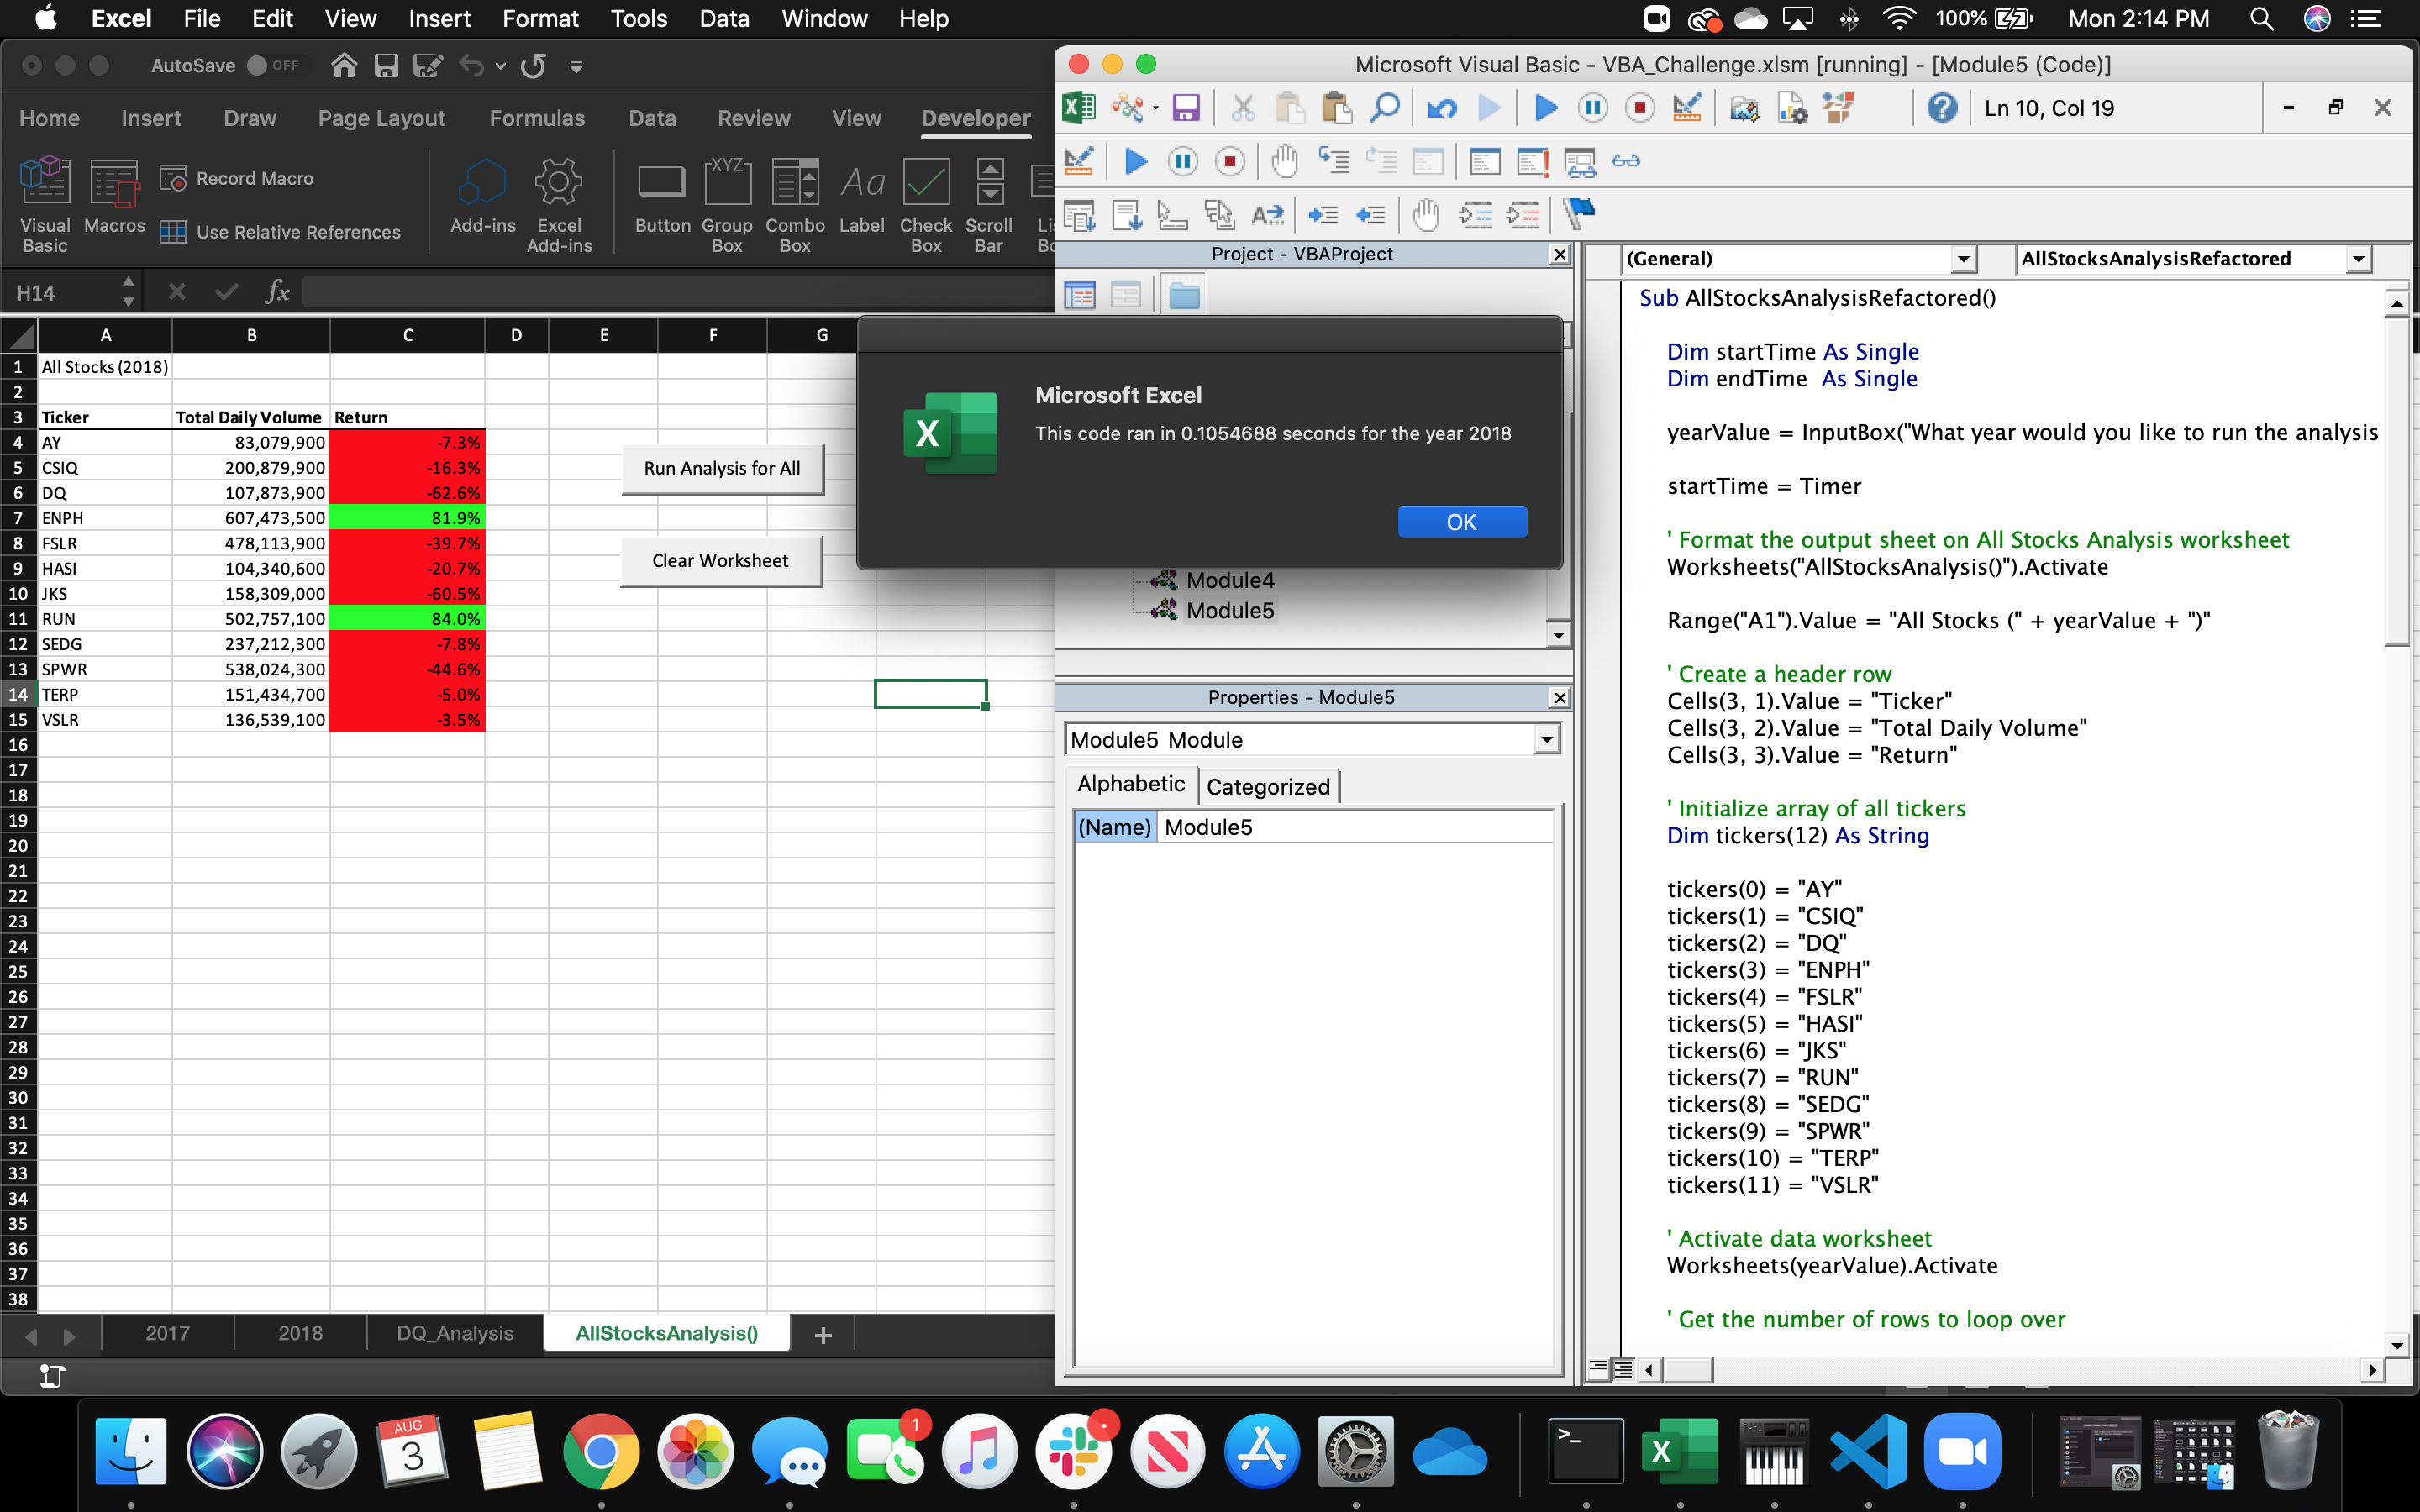 Excel File Edit View Insert Format Tools Data Window Help
100% Mon 2:14 PM
AutoSave OFF
Home Insert Draw Page Layout Formulas Data Review View Developer
Visual Basic
Macros
Record Macro
Use Relative References
Add-ins
Excel Add-ins
Button
XYZ
Group Box
Combo Box
Aa
Label
Check Box
Scroll Bar
H14
fx
A B C D E F G
1 All Stocks (2018)
2
3 Ticker Total Daily Volume Return
4 AY 83,079,900 -7.3%
5 CSIQ 200,879,900 -16.3%
6 DQ 107,873,900 -62.6%
7 ENPH 607,473,500 81.9%
8 FSLR 478,113,900 -39.7%
9 HASI 104,340,600 -20.7%
10 JKS 158,309,000 -60.5%
11 RUN 502,757,100 84.0%
12 SEDG 237,212,300 -7.8%
13 SPWR 538,024,300 -44.6%
14 TERP 151,434,700 -5.0%
15 VSLR 136,539,100 -3.5%
16
17
18
19
20
21
22
23
24
25
26
27
28
29
30
31
32
33
34
35
36
37
38
Run Analysis for All
Clear Worksheet
2017 2018 DQ_Analysis AllStocksAnalysis() +
Microsoft Excel
This code ran in 0.1054688 seconds for the year 2018
OK
Microsoft Visual Basic - VBA_Challenge.xlsm [running] - [Module5 (Code)]
Ln 10, Col 19
Project - VBAProject
Module4
Module5
Properties - Module5
Module5 Module
Alphabetic Categorized
(Name) Module5
(General) AllStocksAnalysisRefactored
Sub AllStocksAnalysisRefactored()
Dim startTime As Single
Dim endTime  As Single
yearValue = InputBox("What year would you like to run the analysis
startTime = Timer
' Format the output sheet on All Stocks Analysis worksheet
Worksheets("AllStocksAnalysis()").Activate
Range("A1").Value = "All Stocks (" + yearValue + ")"
' Create a header row
Cells(3, 1).Value = "Ticker"
Cells(3, 2).Value = "Total Daily Volume"
Cells(3, 3).Value = "Return"
' Initialize array of all tickers
Dim tickers(12) As String
tickers(0) = "AY"
tickers(1) = "CSIQ"
tickers(2) = "DQ"
tickers(3) = "ENPH"
tickers(4) = "FSLR"
tickers(5) = "HASI"
tickers(6) = "JKS"
tickers(7) = "RUN"
tickers(8) = "SEDG"
tickers(9) = "SPWR"
tickers(10) = "TERP"
tickers(11) = "VSLR"
' Activate data worksheet
Worksheets(yearValue).Activate
' Get the number of rows to loop over
AUG
3
1